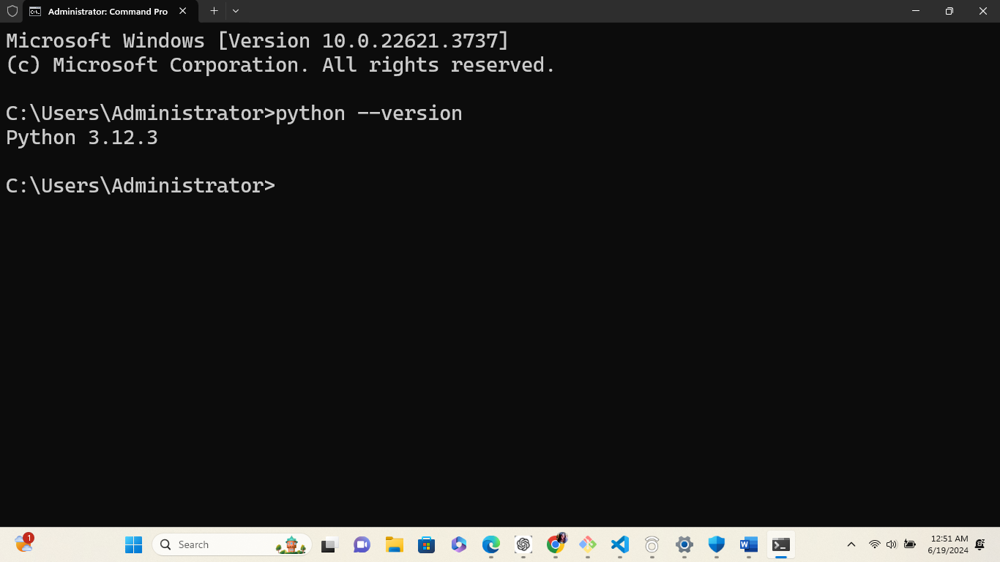 Administrator: Command Pro
Microsoft Windows [Version 10.0.22621.3737]
(c) Microsoft Corporation. All rights reserved.
C:\Users\Administrator>python --version
Python 3.12.3
C:\Users\Administrator>
1
Search
12:51 AM
6/19/2024